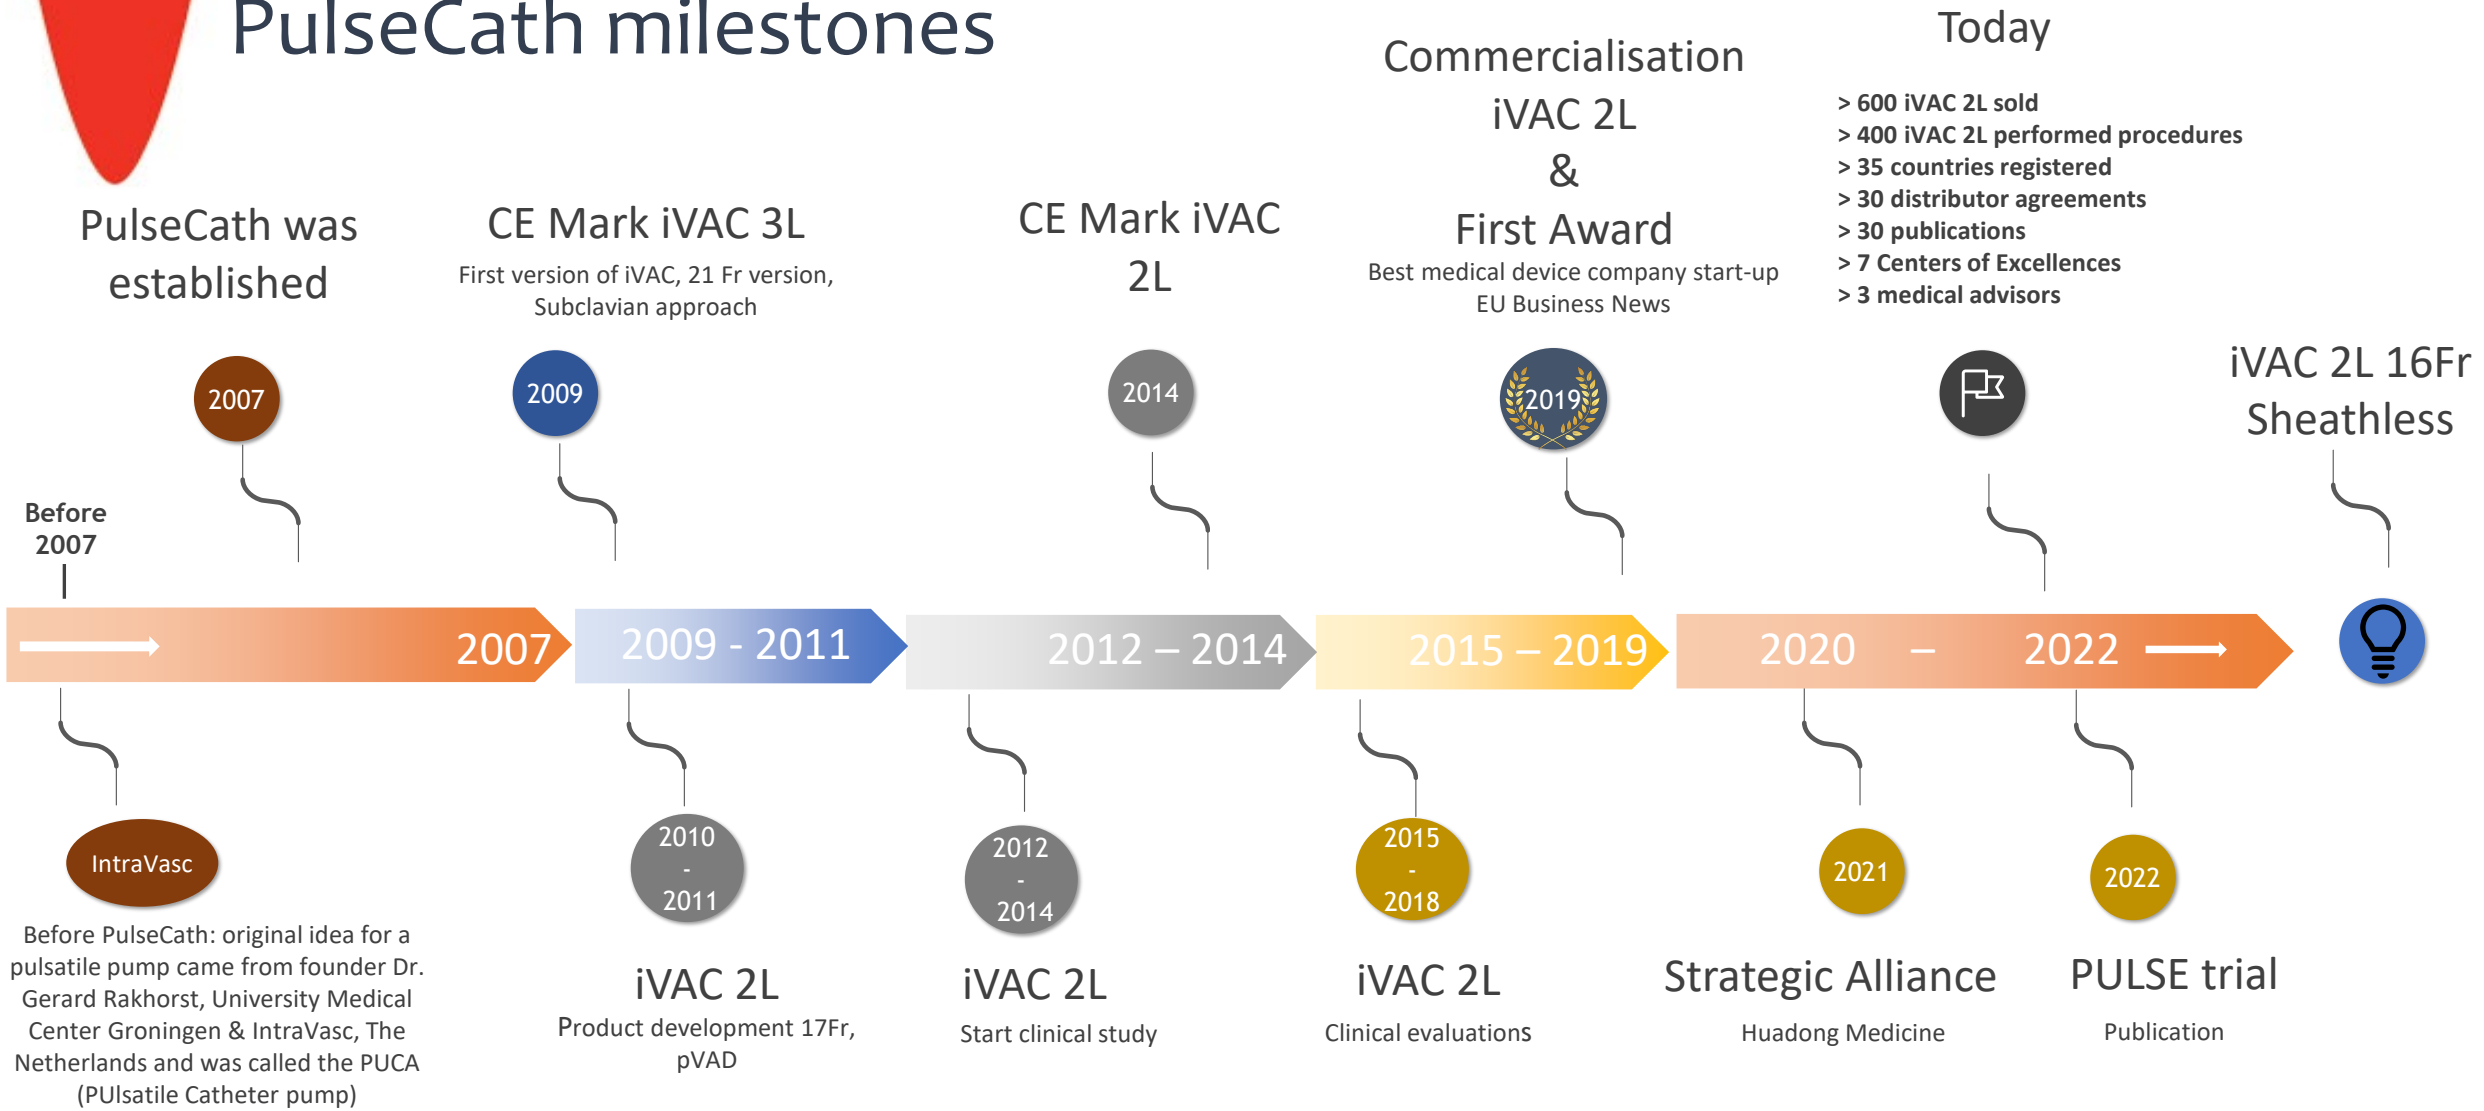 PulseCath milestones
PulseCath was
established
2007
CE Mark iVAC 3L
First version of iVAC, 21 Fr version,
Subclavian approach
2009
CE Mark iVAC
2L
2014
Commercialisation
iVAC 2L
&
First Award
Best medical device company start-up
EU Business News
2019
Today
> 600 iVAC 2L sold
> 400 iVAC 2L performed procedures
> 35 countries registered
> 30 distributor agreements
> 30 publications
> 7 Centers of Excellences
> 3 medical advisors
iVAC 2L 16Fr
Sheathless
Before
2007
2007
2009 - 2011
2012 – 2014
2015 – 2019
2020 – 2022
IntraVasc
Before PulseCath: original idea for a
pulsatile pump came from founder Dr.
Gerard Rakhorst, University Medical
Center Groningen & IntraVasc, The
Netherlands and was called the PUCA
(PUlsatile Catheter pump)
2010
-
2011
iVAC 2L
Product development 17Fr,
pVAD
2012
-
2014
iVAC 2L
Start clinical study
2015
-
2018
iVAC 2L
Clinical evaluations
2021
Strategic Alliance
Huadong Medicine
2022
PULSE trial
Publication